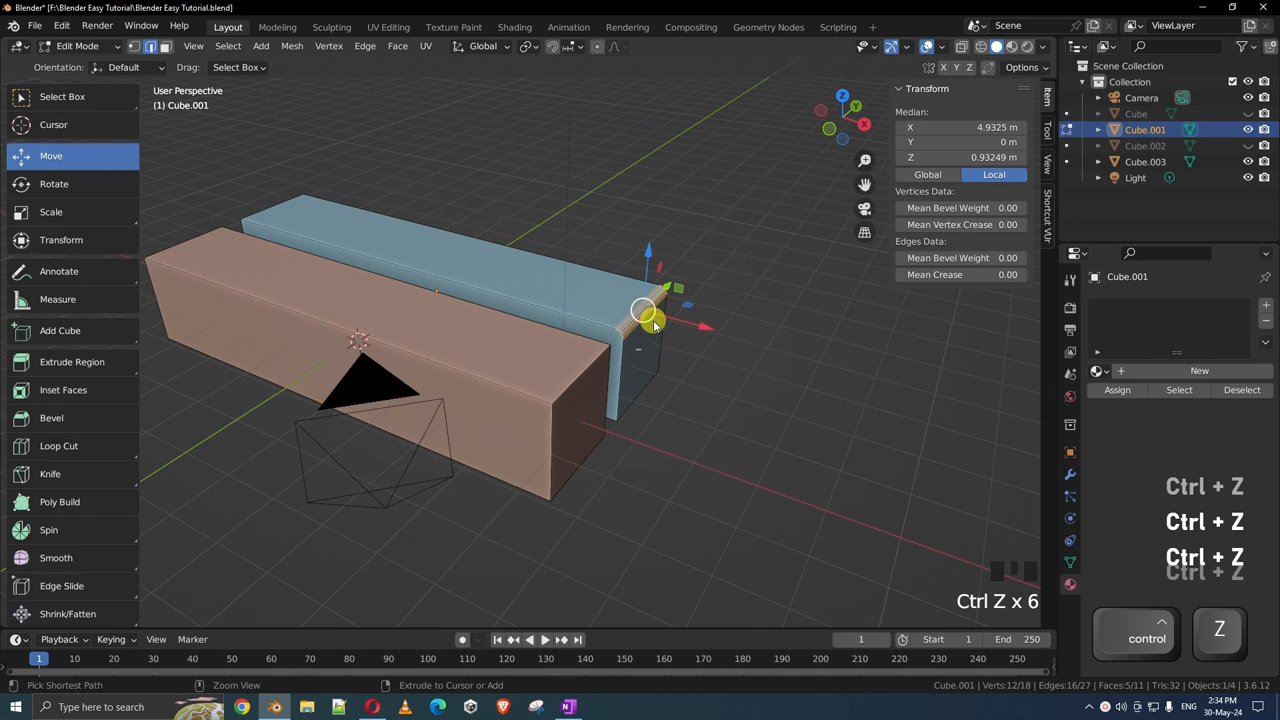 Blender* [F:\Blender Easy Tutorial\Blender Easy Tutorial.blend]
File Edit Render Window Help Layout Modeling Sculpting UV Editing Texture Paint Shading Animation Rendering Compositing Geometry Nodes Scripting Scene ViewLayer
Edit Mode View Select Add Mesh Vertex Edge Face UV Global
Orientation: Default Drag: Select Box X Y Z Options
Select Box
Cursor
Move
Rotate
Scale
Transform
Annotate
Measure
Add Cube
Extrude Region
Inset Faces
Bevel
Loop Cut
Knife
Poly Build
Spin
Smooth
Edge Slide
Shrink/Fatten
User Perspective
(1) Cube.001
Z
Y
X
Transform
Median:
X 4.9325 m
Y 0 m
Z 0.93249 m
Global Local
Vertices Data:
Mean Bevel Weight 0.00
Mean Vertex Crease 0.00
Edges Data:
Mean Bevel Weight 0.00
Mean Crease 0.00
Item
Tool
View
Shortcut VUr
Scene Collection
Collection
Camera
Cube
Cube.001
Cube.002
Cube.003
Light
Cube.001
New
Assign Select Deselect
Ctrl + Z
Ctrl + Z
Ctrl + Z
Ctrl + Z
Ctrl Z x 6
control
Z
Playback Keying View Marker 1 Start 1 End 250
1 10 20 30 40 50 60 70 80 90 100 110 120 130 140 150 160 170 180 190 200 210 220 230 240 250
Pick Shortest Path Zoom View Extrude to Cursor or Add Cube.001 | Verts:12/18 | Edges:16/27 | Faces:5/11 | Tris:32 | Objects:1/4 | 3.6.12
Type here to search
2:34 PM
30-May-24